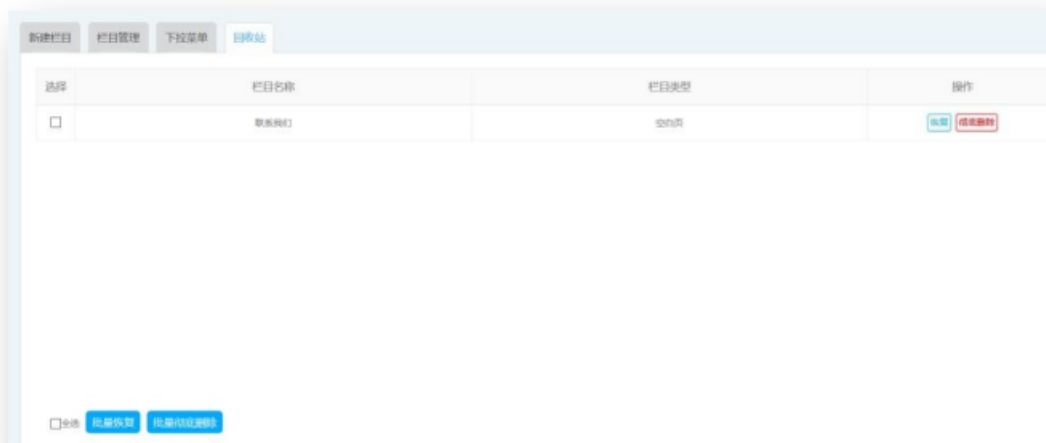 新建栏目 栏目管理 下拉菜单 回收站
选择 栏目名称 栏目类型 操作
联系我们 空白页 恢复 彻底删除
全选 批量恢复 批量彻底删除